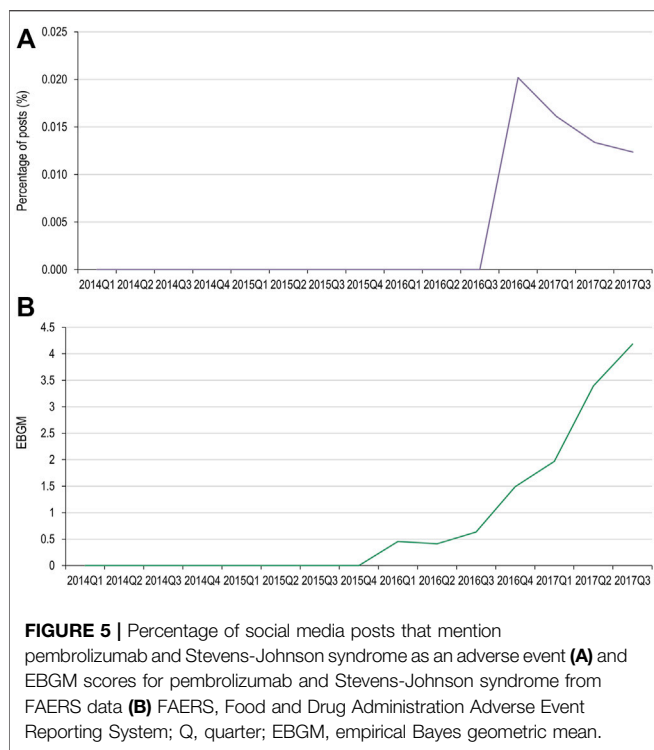 A
0.025
0.020
0.015
0.010
0.005
0.000
Percentage of posts (%)
2014Q1 2014Q2 2014Q3 2014Q4 2015Q1 2015Q2 2015Q3 2015Q4 2016Q1 2016Q2 2016Q3 2016Q4 2017Q1 2017Q2 2017Q3
B
4.5
4
3.5
3
2.5
2
1.5
1
0.5
0
EBGM
2014Q1 2014Q2 2014Q3 2014Q4 2015Q1 2015Q2 2015Q3 2015Q4 2016Q1 2016Q2 2016Q3 2016Q4 2017Q1 2017Q2 2017Q3
FIGURE 5 | Percentage of social media posts that mention
pembrolizumab and Stevens-Johnson syndrome as an adverse event (A) and
EBGM scores for pembrolizumab and Stevens-Johnson syndrome from
FAERS data (B) FAERS, Food and Drug Administration Adverse Event
Reporting System; Q, quarter; EBGM, empirical Bayes geometric mean.